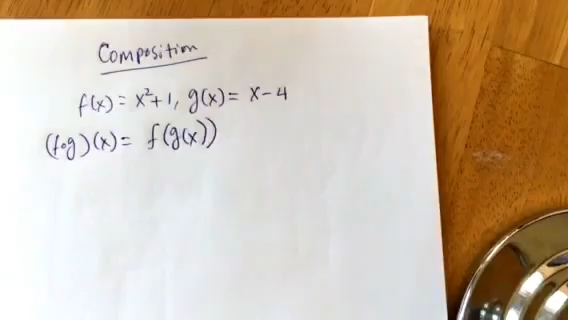 Composition
f(x) = x²+1, g(x) = x-4
(f∘g)(x) = f(g(x))